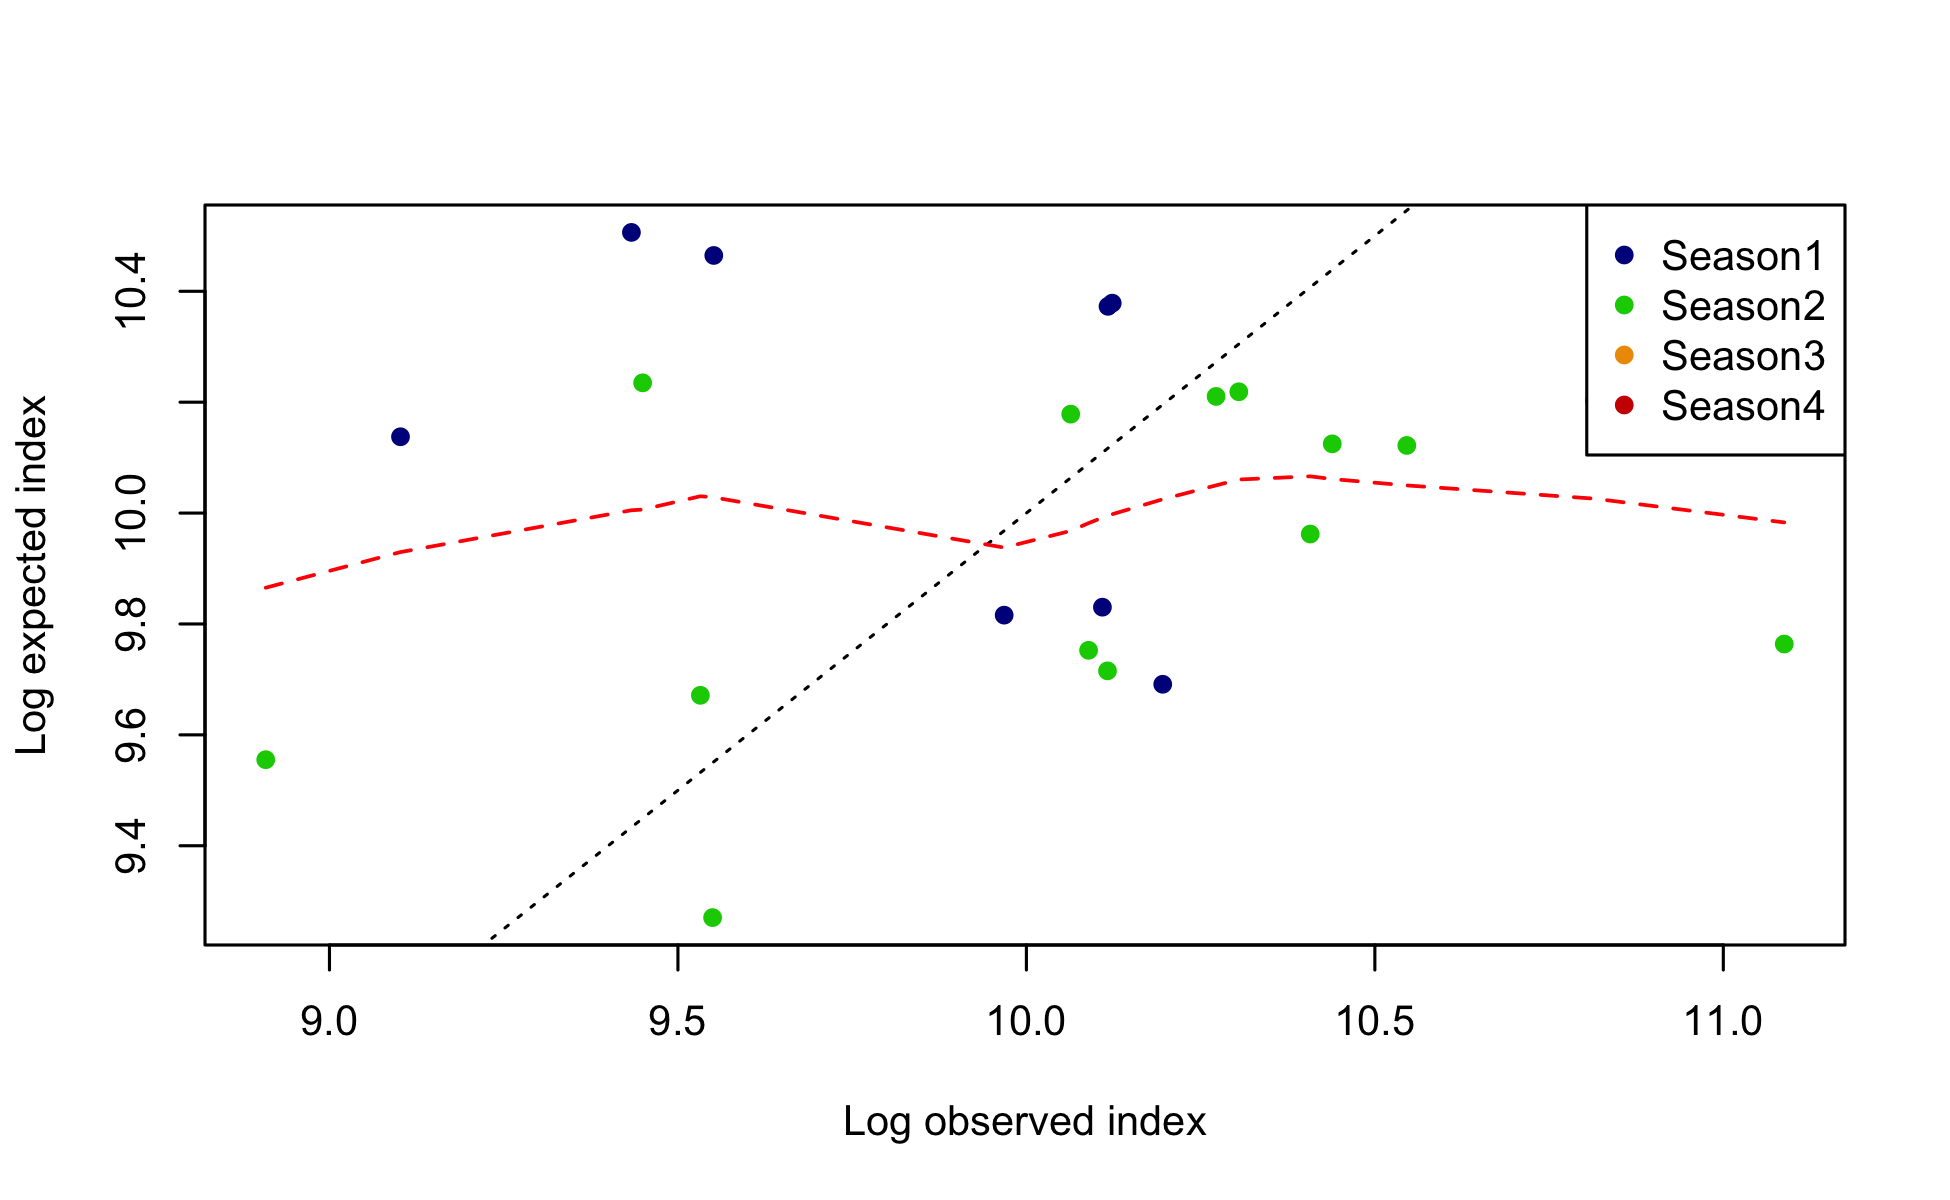 Season1
Season2
Season3
Season4
10.4
10.0
9.8
9.6
9.4
Log expected index
9.0 9.5 10.0 10.5 11.0
Log observed index